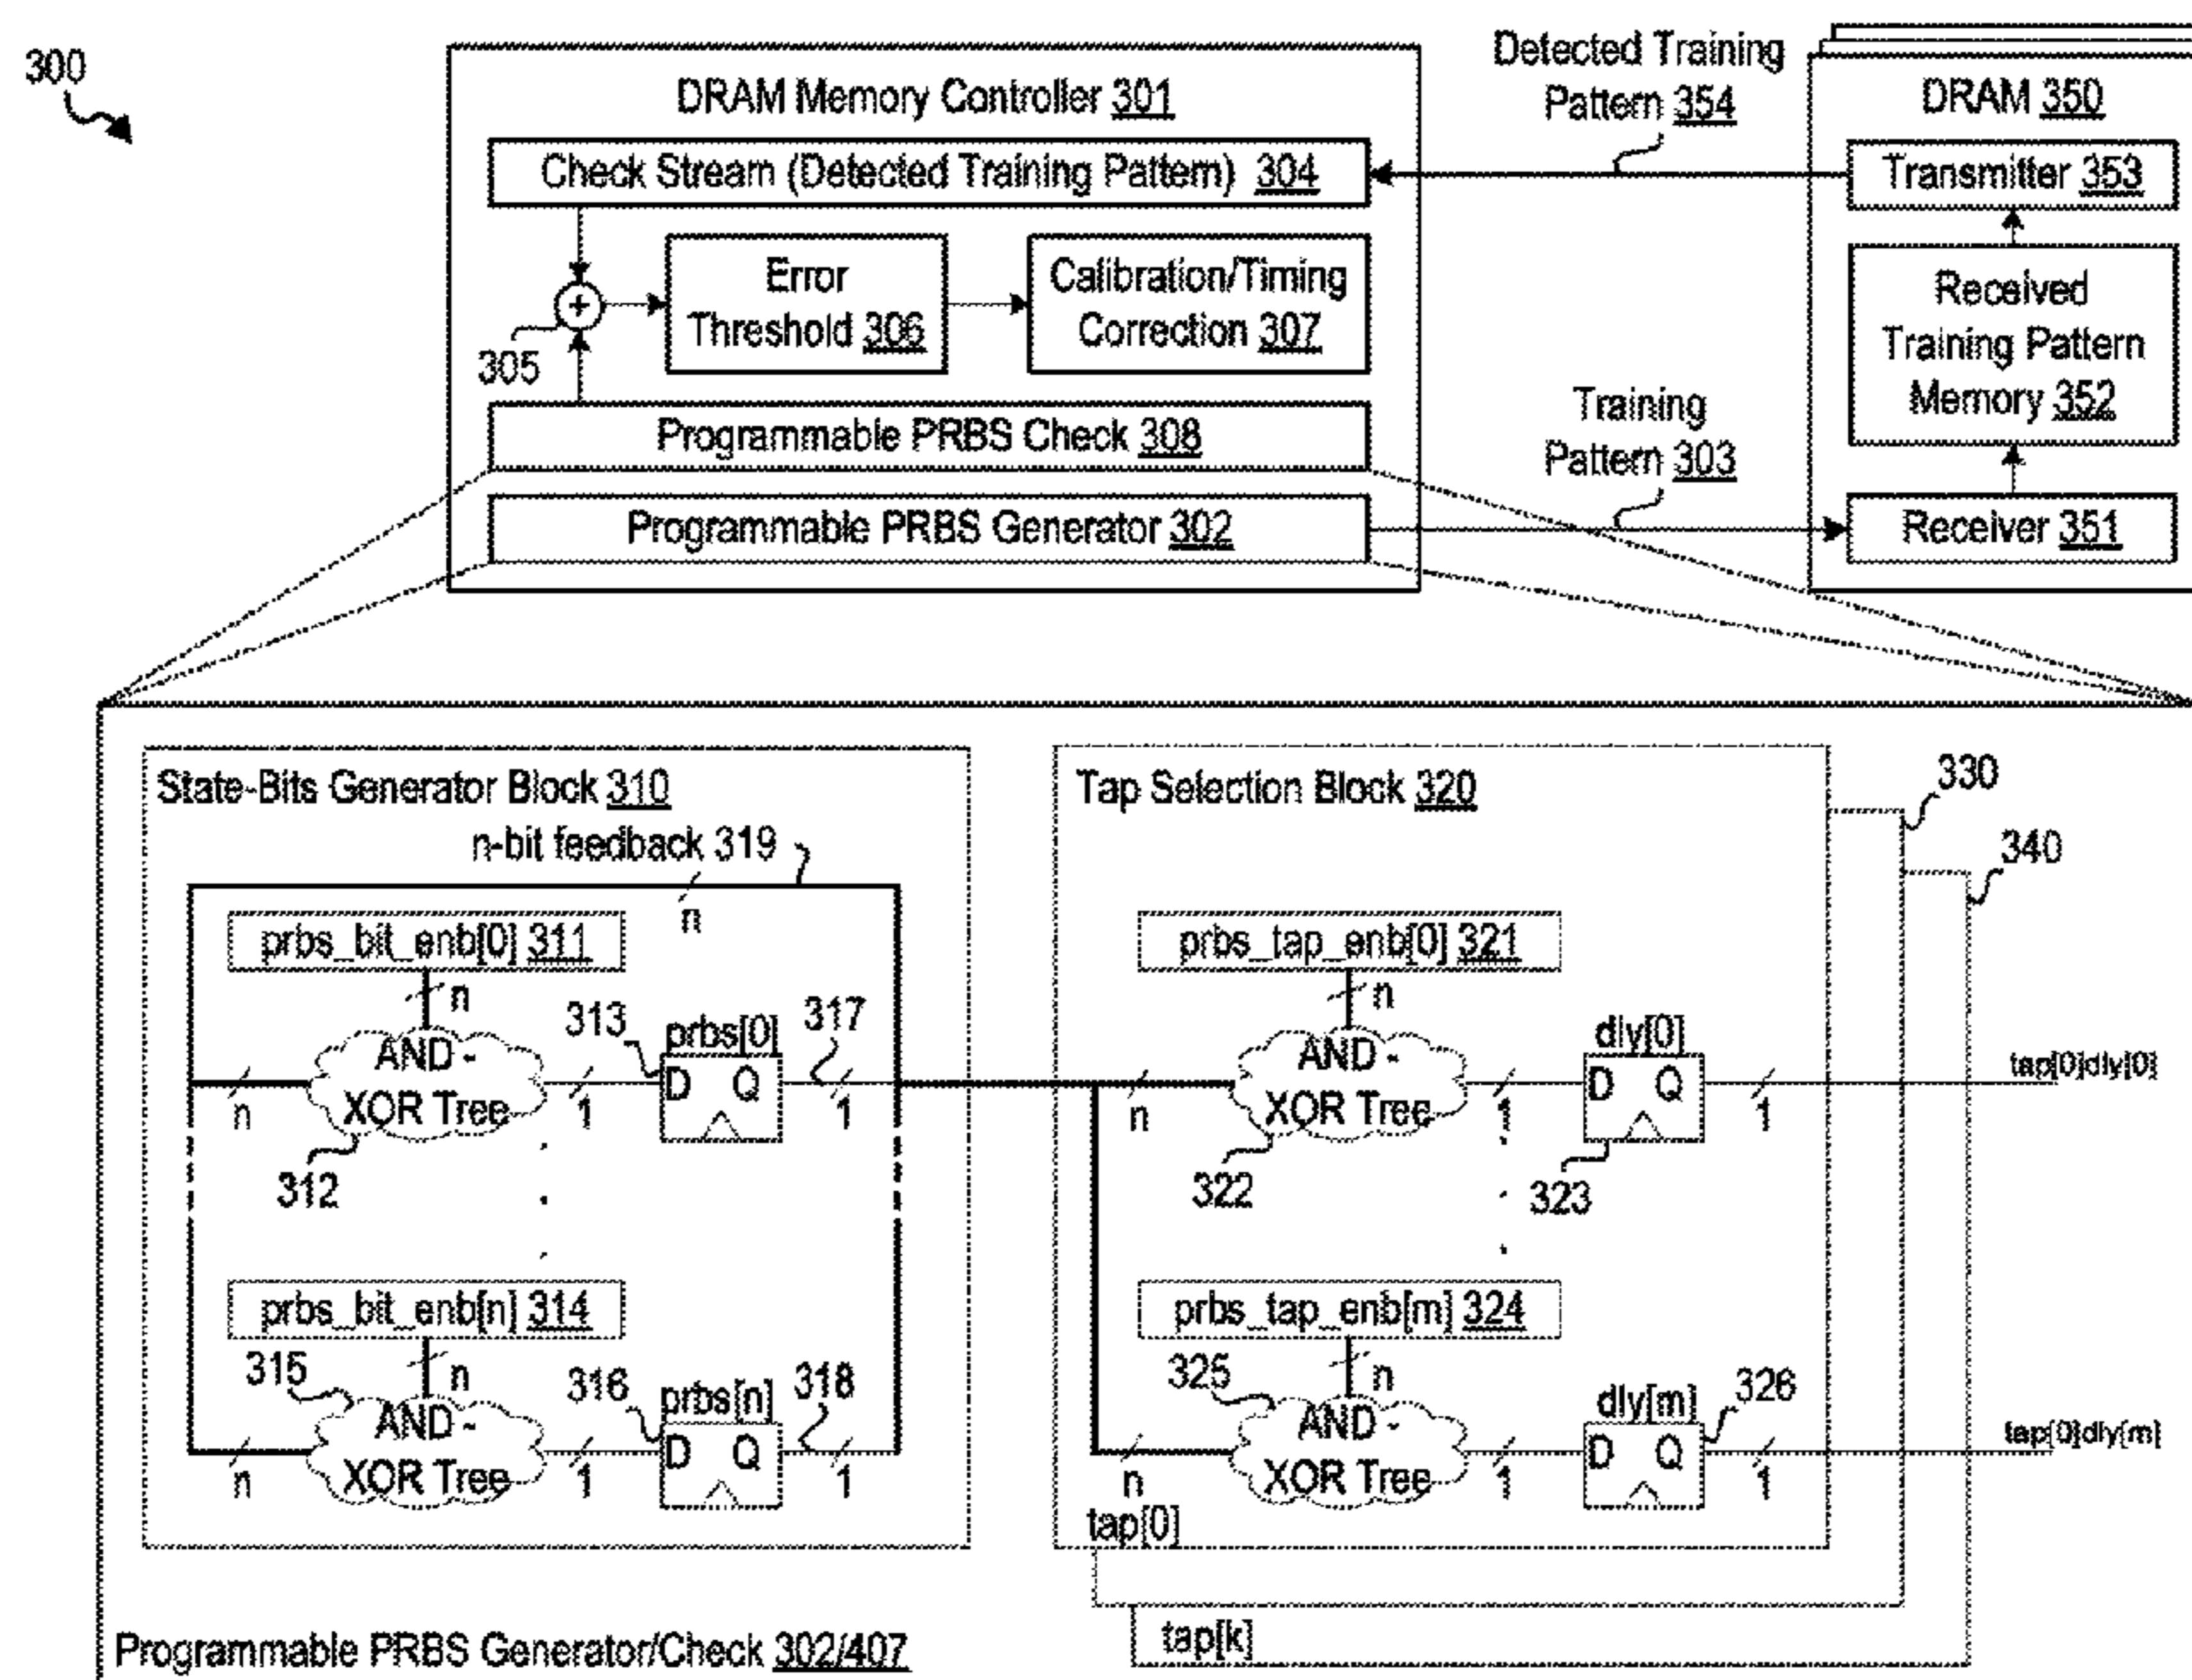 300
DRAM Memory Controller 301
Check Stream (Detected Training Pattern) 304
Error
Threshold 306
Calibration/Timing
Correction 307
305
Programmable PRBS Check 308
Programmable PRBS Generator 302
Detected Training
Pattern 354
Training
Pattern 303
DRAM 350
Transmitter 353
Received
Training Pattern
Memory 352
Receiver 351
State-Bits Generator Block 310
n-bit feedback 319
n
prbs_bit_enb[0] 311
n
313
prbs[0]
317
AND -
XOR Tree
n
1
D Q
1
312
prbs_bit_enb[n] 314
315
n
316
prbs[n]
318
AND -
XOR Tree
n
1
D Q
1
Tap Selection Block 320
330
340
prbs_tap_enb[0] 321
n
dly[0]
AND -
XOR Tree
n
1
D Q
1
tap[0]dly[0]
322
323
prbs_tap_enb[m] 324
325
n
dly[m]
326
AND -
XOR Tree
n
1
D Q
1
tap[0]dly[m]
tap[0]
tap[k]
Programmable PRBS Generator/Check 302/407